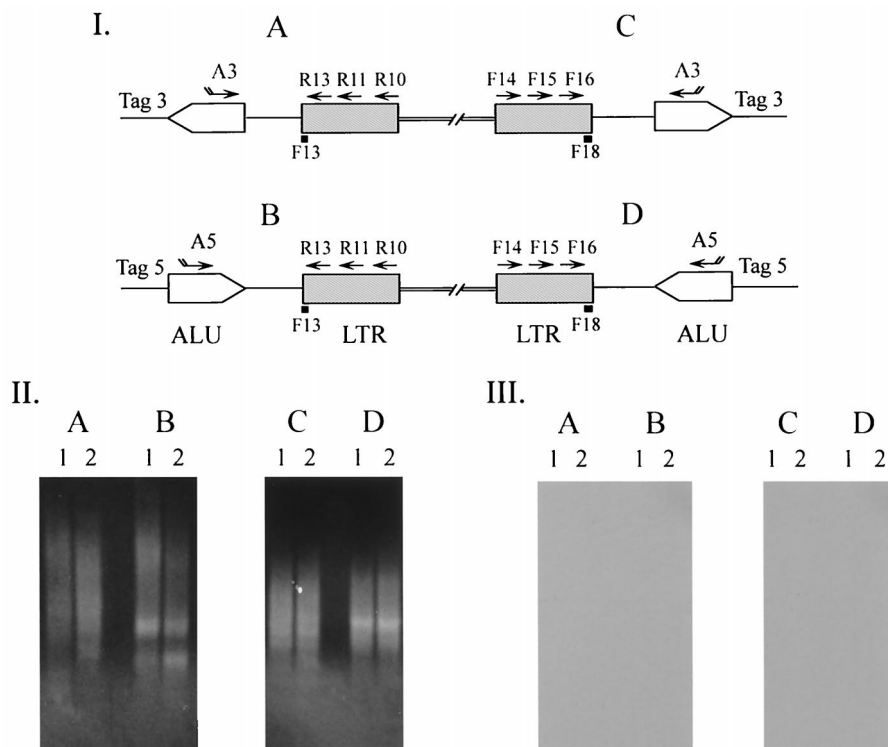 I.
A C
A3 R13 R11 R10 F14 F15 F16 A3
Tag 3 Tag 3
F13 F18
B D
A5 R13 R11 R10 F14 F15 F16 A5
Tag 5 Tag 5
F13 F18
ALU LTR LTR ALU
II. III.
A B C D A B C D
1 2 1 2 1 2 1 2 1 2 1 2 1 2 1 2